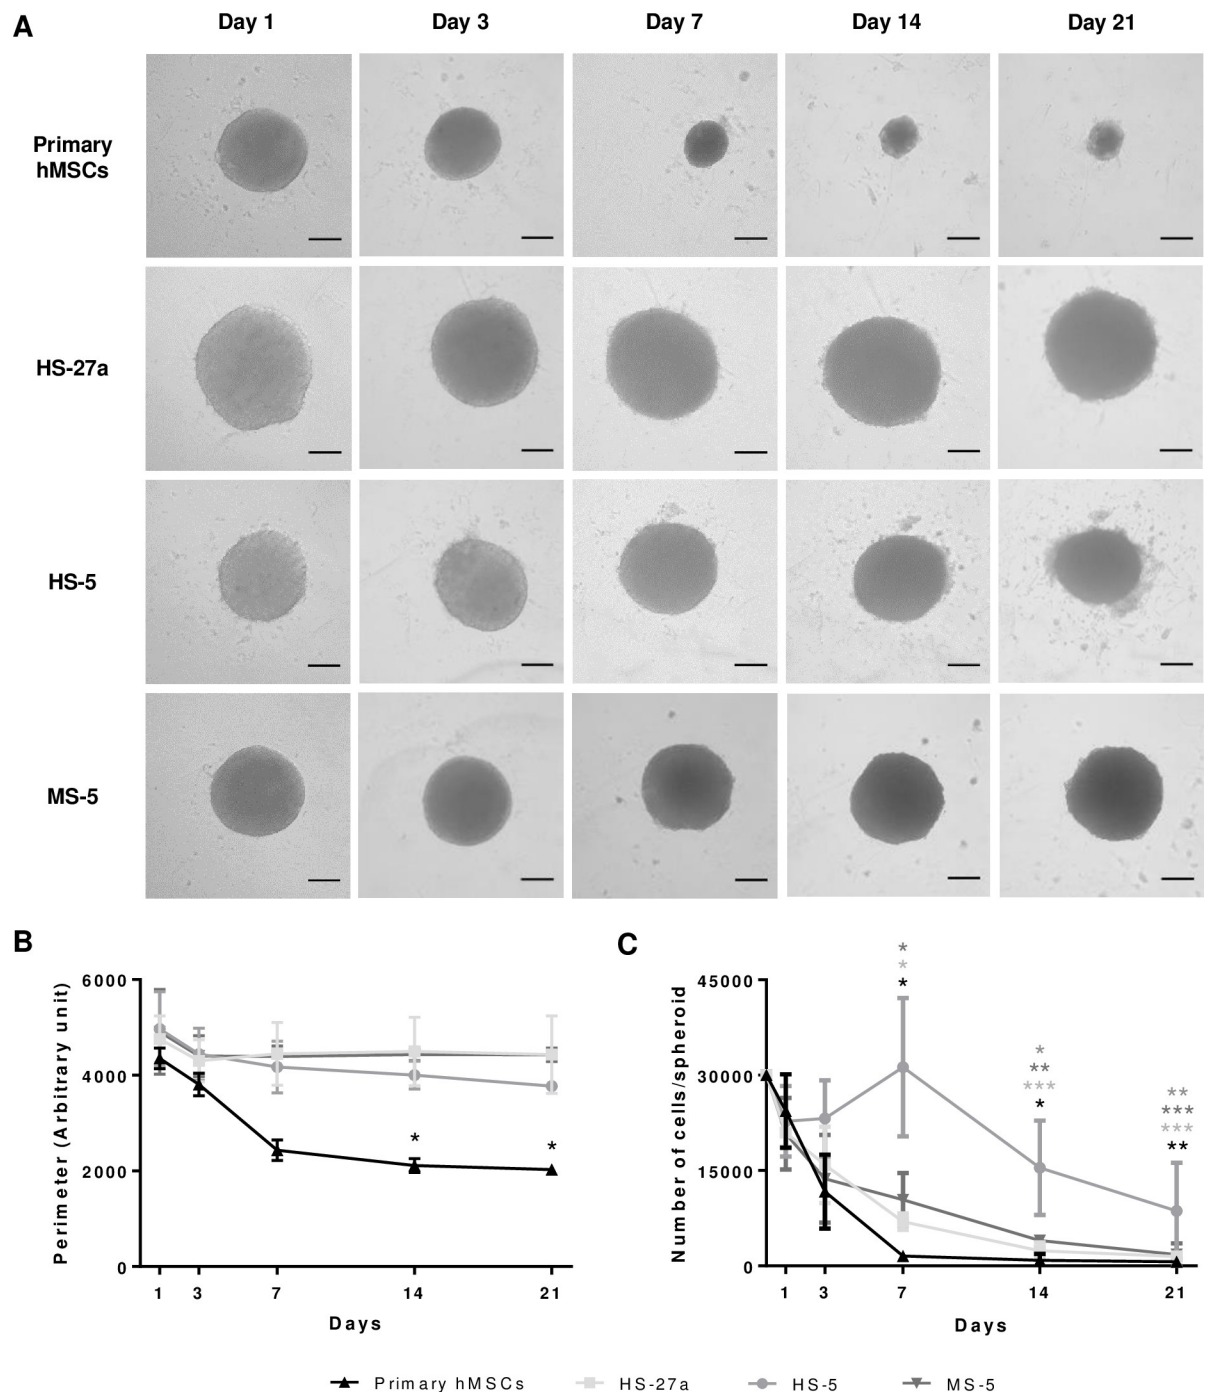 A
Day 1 Day 3 Day 7 Day 14 Day 21
Primary
hMSCs
HS-27a
HS-5
MS-5
B
Perimeter (Arbitrary unit)
6000
4000
2000
0
* *
1 3 7 14 21
Days
C
Number of cells/spheroid
45000
30000
15000
0
*
*
*
*
**
***
*
**
***
***
**
1 3 7 14 21
Days
Primary hMSCs HS-27a HS-5 MS-5